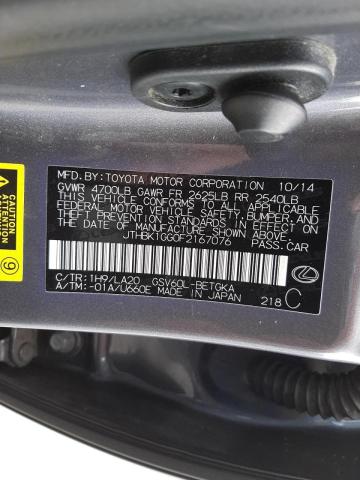 MFD.BY:TOYOTA MOTOR CORPORATION 10/14
GVWR 4700LB GAWR FR 2625LB RR 2540LB
THIS VEHICLE CONFORMS TO ALL APPLICABLE
FEDERAL MOTOR VEHICLE SAFETY,BUMPER,AND
THEFT PREVENTION STANDARDS IN EFFECT ON
THE DATE OF MANUFACTURE SHOWN ABOVE.
JTHBK1GG0F2167076 PASS.CAR
C/TR:1H9/LA20 GSV60L-BETGKA
A/TM:-01A/U660E MADE IN JAPAN 218 C
CAUTION
ATTENTION
9